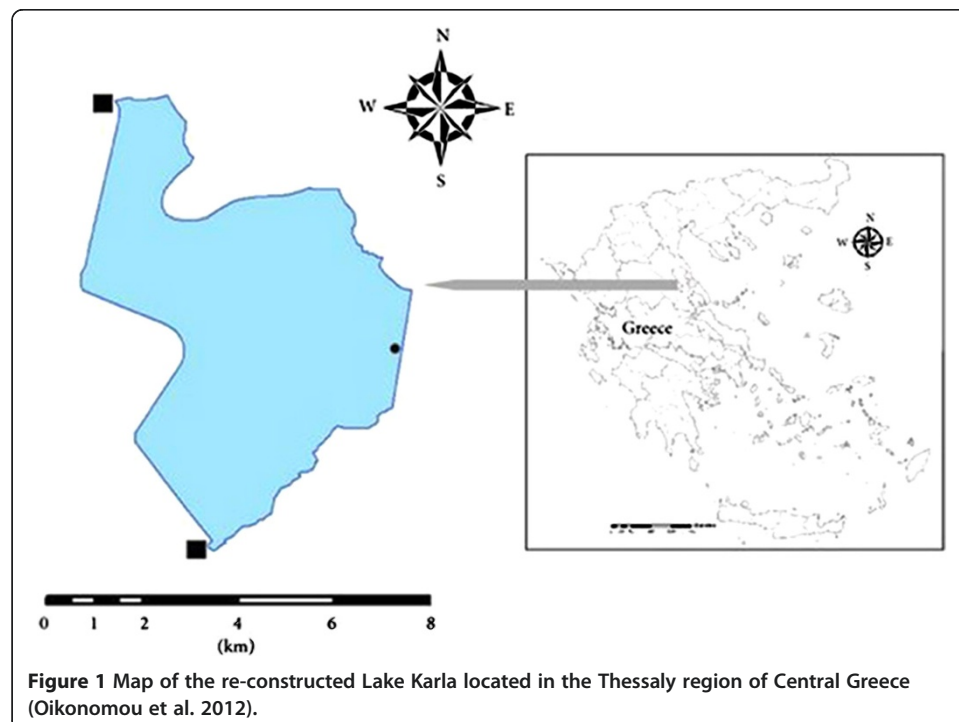 N
W
E
S
N
W
E
S
Greece
0 1 2 4 6 8
(km)
Figure 1 Map of the re-constructed Lake Karla located in the Thessaly region of Central Greece
(Oikonomou et al. 2012).